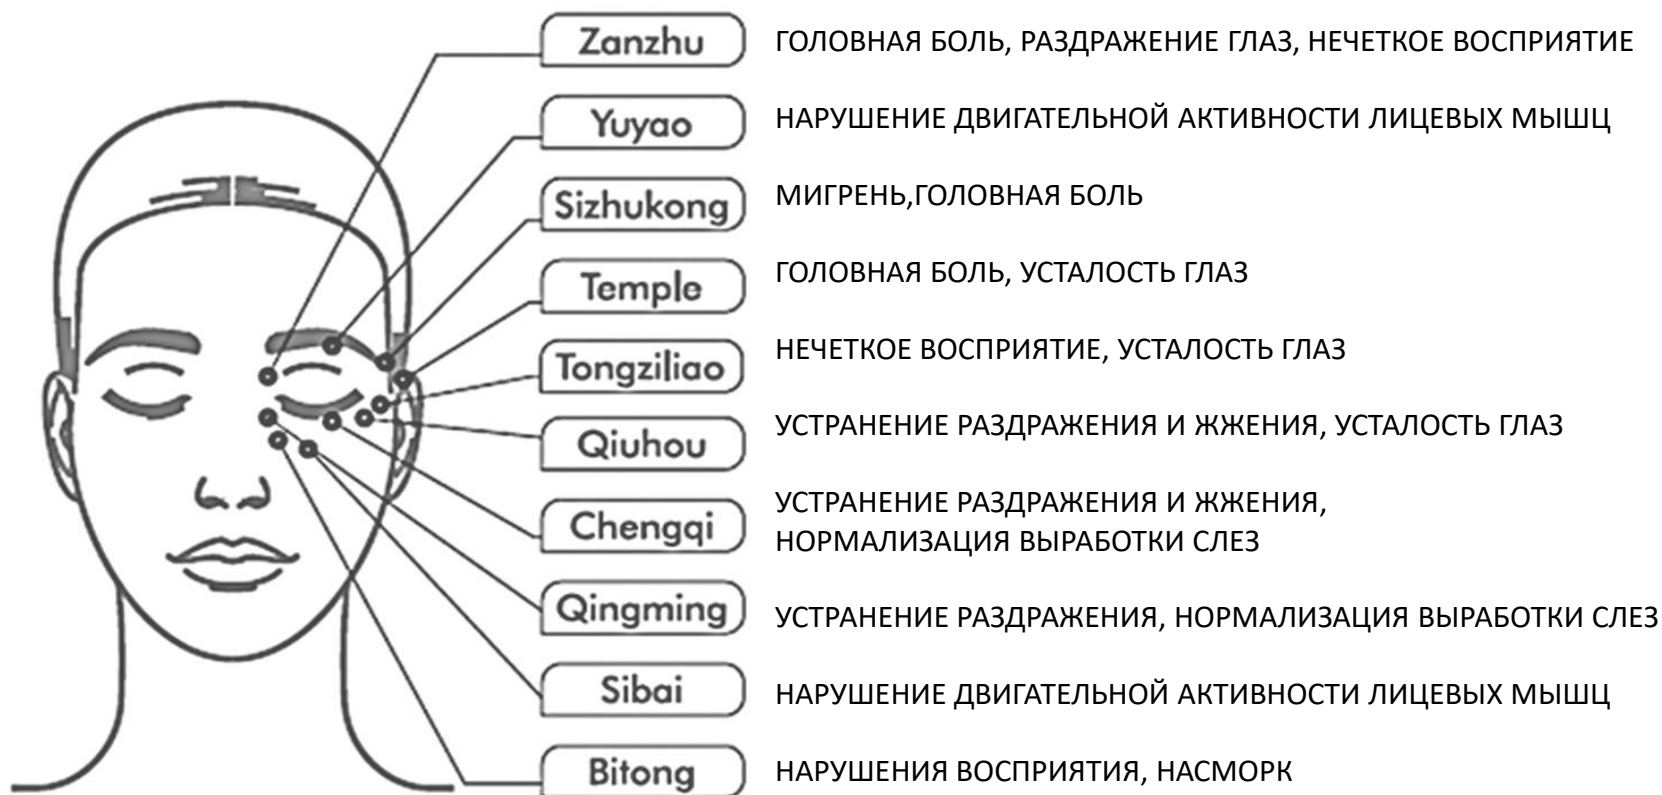 Zanzhu ГОЛОВНАЯ БОЛЬ, РАЗДРАЖЕНИЕ ГЛАЗ, НЕЧЕТКОЕ ВОСПРИЯТИЕ
Yuyao НАРУШЕНИЕ ДВИГАТЕЛЬНОЙ АКТИВНОСТИ ЛИЦЕВЫХ МЫШЦ
Sizhukong МИГРЕНЬ,ГОЛОВНАЯ БОЛЬ
Temple ГОЛОВНАЯ БОЛЬ, УСТАЛОСТЬ ГЛАЗ
Tongziliao НЕЧЕТКОЕ ВОСПРИЯТИЕ, УСТАЛОСТЬ ГЛАЗ
Qiuhou УСТРАНЕНИЕ РАЗДРАЖЕНИЯ И ЖЖЕНИЯ, УСТАЛОСТЬ ГЛАЗ
Chengqi УСТРАНЕНИЕ РАЗДРАЖЕНИЯ И ЖЖЕНИЯ,
НОРМАЛИЗАЦИЯ ВЫРАБОТКИ СЛЕЗ
Qingming УСТРАНЕНИЕ РАЗДРАЖЕНИЯ, НОРМАЛИЗАЦИЯ ВЫРАБОТКИ СЛЕЗ
Sibai НАРУШЕНИЕ ДВИГАТЕЛЬНОЙ АКТИВНОСТИ ЛИЦЕВЫХ МЫШЦ
Bitong НАРУШЕНИЯ ВОСПРИЯТИЯ, НАСМОРК